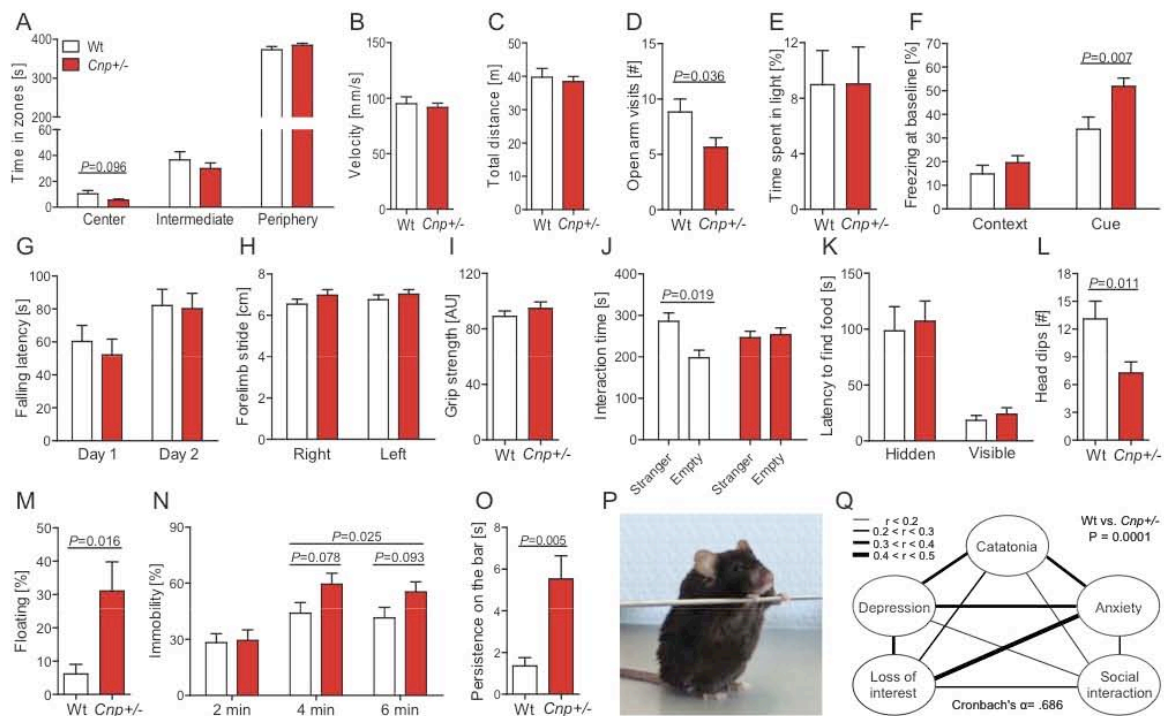 A
Time in zones [s]
400
300
200
60
40
20
0
Wt
Cnp+/-
P=0.096
Center Intermediate Periphery
B
Velocity [mm/s]
150
100
50
0
Wt Cnp+/-
C
Total distance [m]
50
40
30
20
10
0
Wt Cnp+/-
D
Open arm visits [#]
15
10
5
0
P=0.036
Wt Cnp+/-
E
Time spent in light [%]
12
8
4
0
Wt Cnp+/-
F
Freezing at baseline [%]
70
60
50
40
30
20
10
0
P=0.007
Context Cue
G
Falling latency [s]
100
80
60
40
20
0
Day 1 Day 2
H
Forelimb stride [cm]
8
6
4
2
0
Right Left
I
Grip strength [AU]
120
80
40
0
Wt Cnp+/-
J
Interaction time [s]
400
300
200
100
0
P=0.019
Stranger Empty Stranger Empty
K
Latency to find food [s]
150
100
50
0
Hidden Visible
L
Head dips [#]
18
15
12
9
6
3
0
P=0.011
Wt Cnp+/-
M
Floating [%]
50
40
30
20
10
0
P=0.016
Wt Cnp+/-
N
Immobility [%]
90
60
30
0
P=0.025
P=0.078 P=0.093
2 min 4 min 6 min
O
Persistence on the bar [s]
8
6
4
2
0
P=0.005
Wt Cnp+/-
P
Q
r < 0.2
0.2 < r < 0.3
0.3 < r < 0.4
0.4 < r < 0.5
Wt vs. Cnp+/-
P = 0.0001
Catatonia
Depression
Anxiety
Loss of
interest
Social
interaction
Cronbach's α= .686